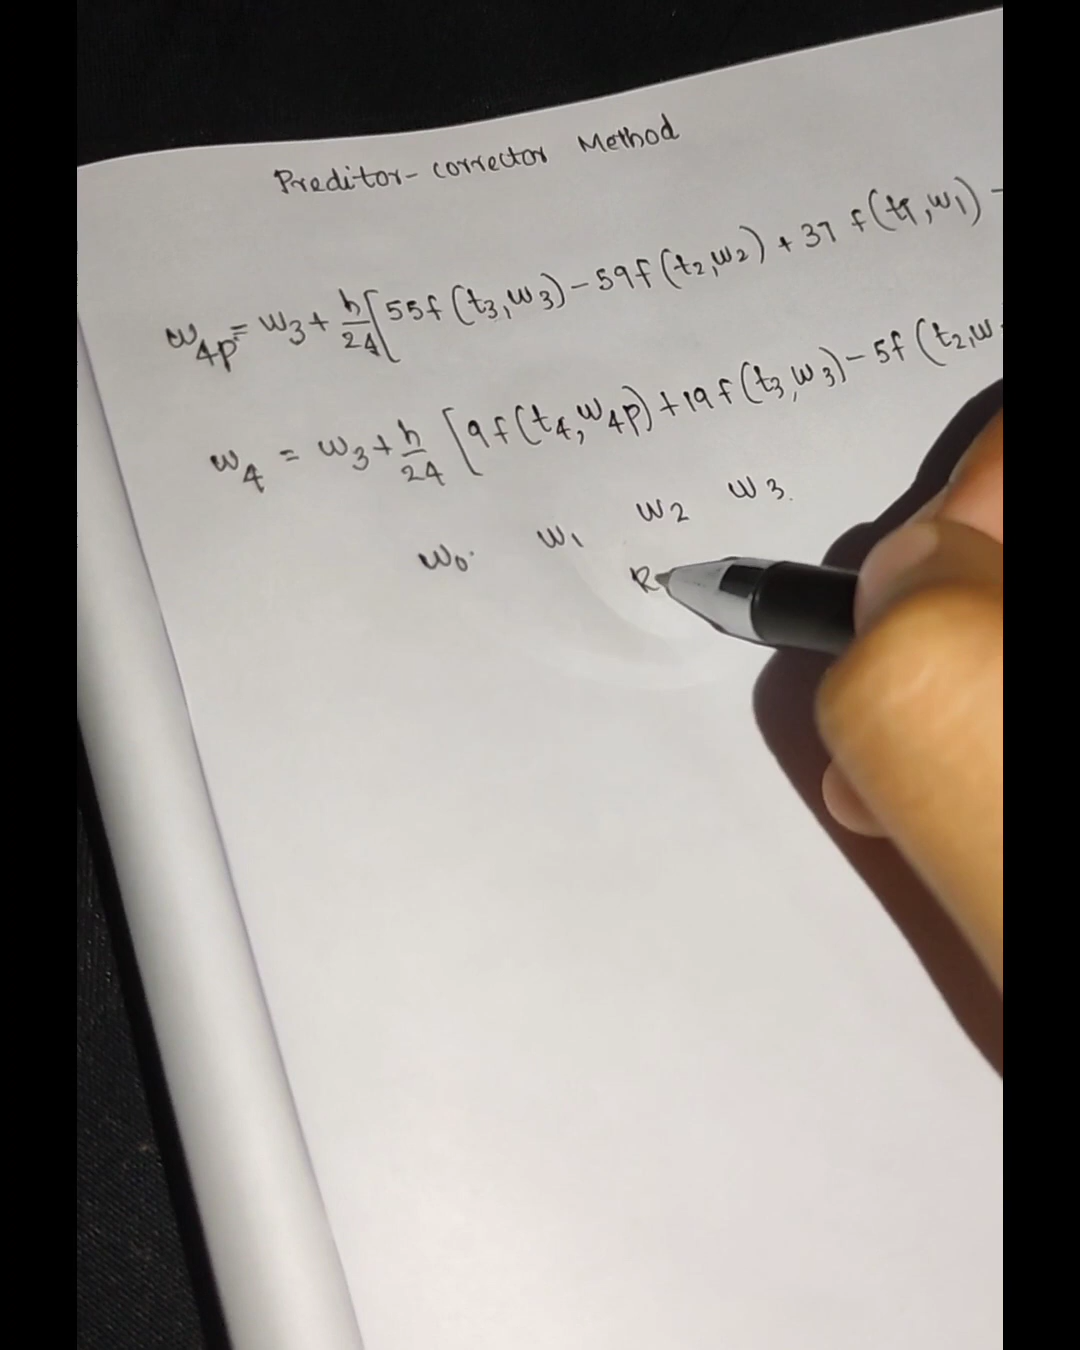 Preditor- corrector Method
w4p = w3 + h/24 [55f (t3, w3) - 59f (t2, w2) + 37 f(t1, w1) -
w4 = w3 + h/24 [9f(t4, w4p) + 19f (t3, w3) - 5f (t2, w
w0 w1 w2 w3
R